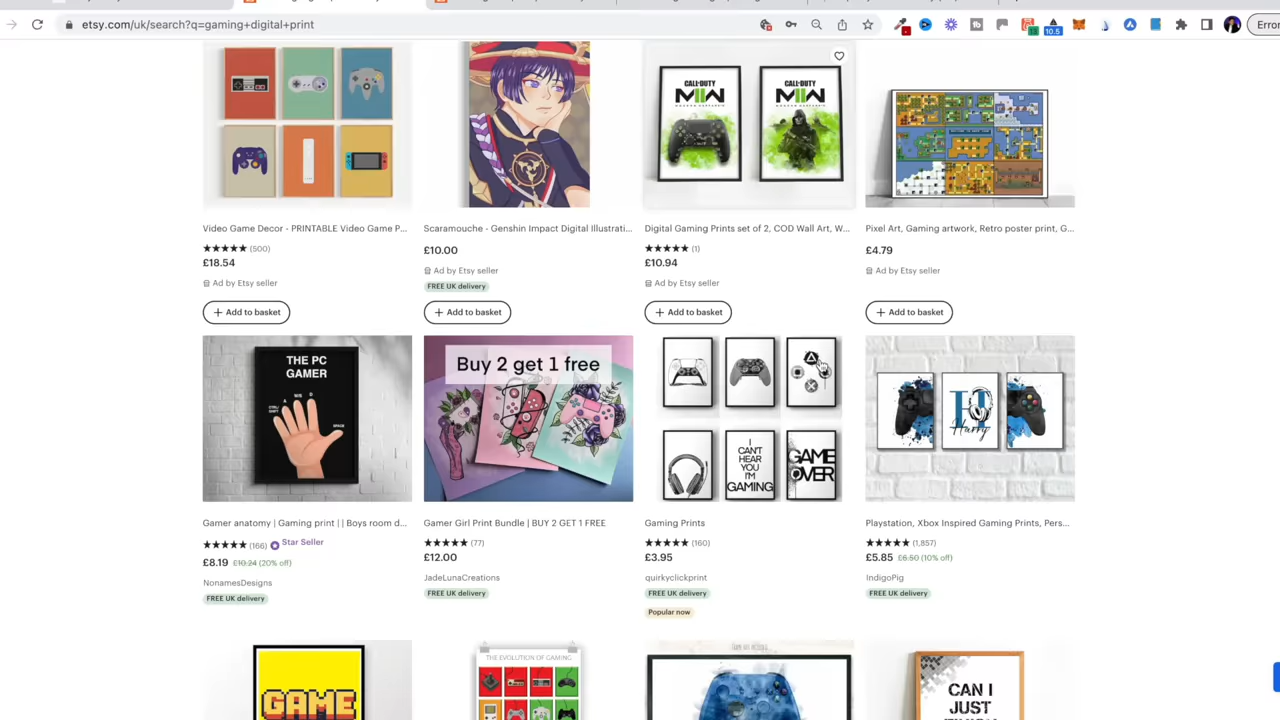 etsy.com/uk/search?q=gaming+digital+print
10.5
Error
CALL·DUTY
MW
CALL·DUTY
MW
Video Game Decor - PRINTABLE Video Game P...
Scaramouche - Genshin Impact Digital Illustrati...
Digital Gaming Prints set of 2, COD Wall Art, W...
Pixel Art, Gaming artwork, Retro poster print, G...
★★★★★ (500)
£18.54
Ad by Etsy seller
£10.00
Ad by Etsy seller
FREE UK delivery
★★★★★ (1)
£10.94
Ad by Etsy seller
£4.79
Ad by Etsy seller
+ Add to basket
+ Add to basket
+ Add to basket
+ Add to basket
THE PC
GAMER
CTRL/
SHIFT
A
W/S
D
SPACE
Buy 2 get 1 free
I
CAN'T
HEAR
YOU
I'M
GAMING
GAME
OVER
H
Harry
Gamer anatomy | Gaming print | | Boys room d...
Gamer Girl Print Bundle | BUY 2 GET 1 FREE
Gaming Prints
Playstation, Xbox Inspired Gaming Prints, Pers...
★★★★★ (166) Star Seller
£8.19 £10.24 (20% off)
NonamesDesigns
FREE UK delivery
★★★★★ (77)
£12.00
JadeLunaCreations
FREE UK delivery
★★★★★ (160)
£3.95
quirkyclickprint
FREE UK delivery
Popular now
★★★★★ (1,857)
£5.85 £6.50 (10% off)
IndigoPig
FREE UK delivery
GAME
THE EVOLUTION OF GAMING
CAN I
JUST